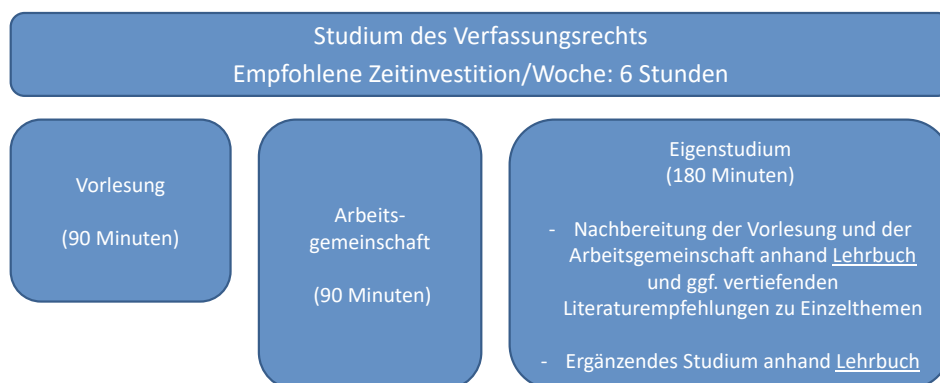 Studium des Verfassungsrechts
Empfohlene Zeitinvestition/Woche: 6 Stunden
Vorlesung
(90 Minuten)
Arbeits-
gemeinschaft
(90 Minuten)
Eigenstudium
(180 Minuten)
- Nachbereitung der Vorlesung und der
Arbeitsgemeinschaft anhand Lehrbuch
und ggf. vertiefenden
Literaturempfehlungen zu Einzelthemen
- Ergänzendes Studium anhand Lehrbuch